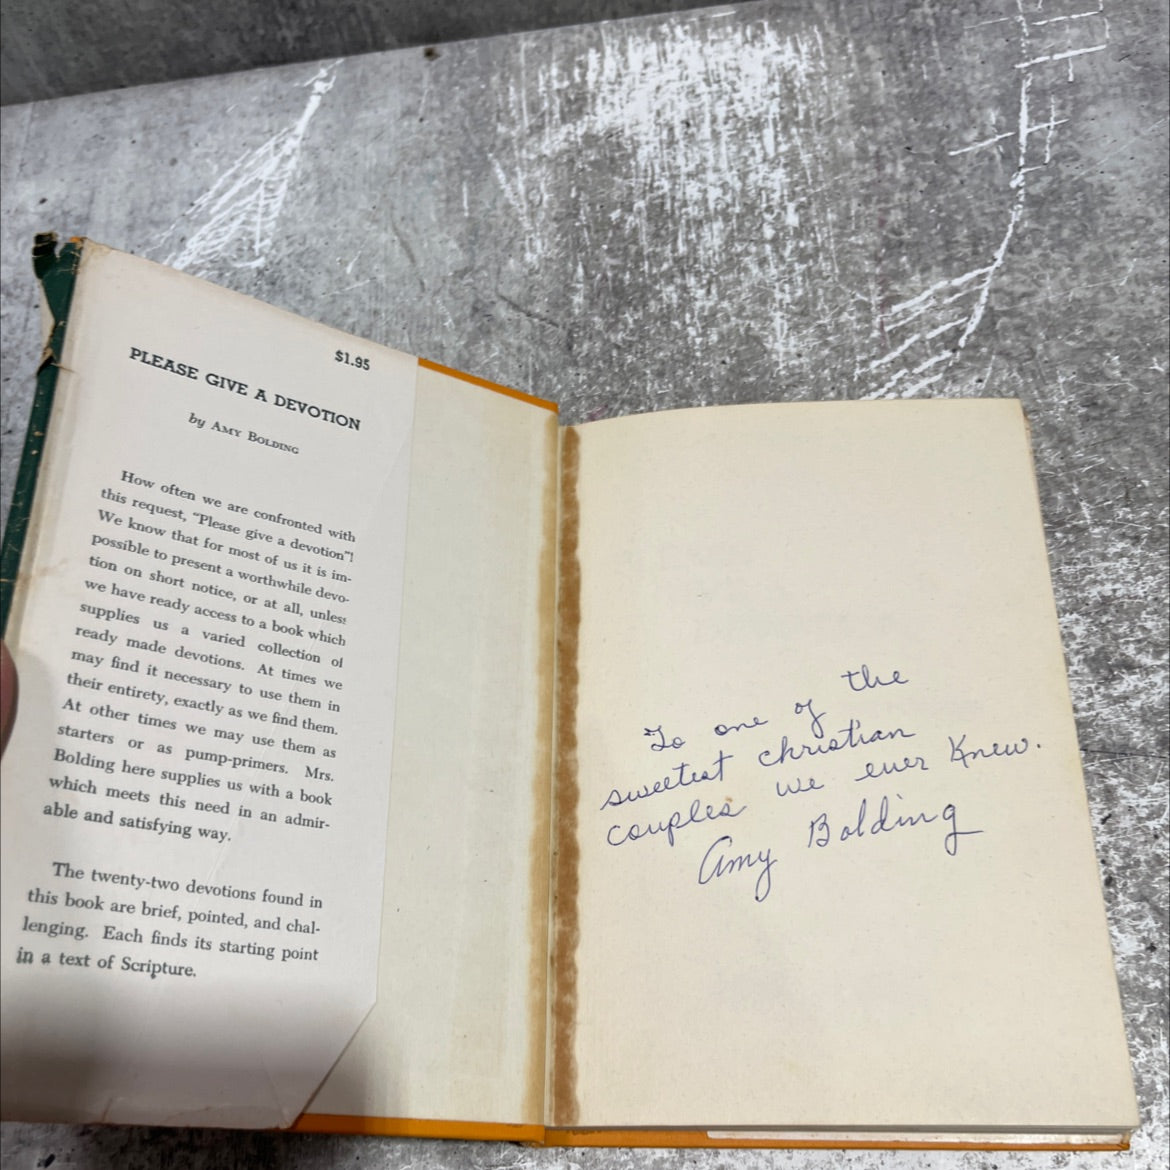 $1.95
PLEASE GIVE A DEVOTION
by AMY BOLDING
How often we are confronted with
this request, "Please give a devotion"!
We know that for most of us it is im-
possible to present a worthwhile devo-
tion on short notice, or at all, unless
we have ready access to a book which
supplies us a varied collection of
ready made devotions. At times we
may find it necessary to use them in
their entirety, exactly as we find them.
At other times we may use them as
starters or as pump-primers. Mrs.
Bolding here supplies us with a book
which meets this need in an admir-
able and satisfying way.
The twenty-two devotions found in
this book are brief, pointed, and chal-
lenging. Each finds its starting point
in a text of Scripture.
To one of the
sweetest christian
couples we ever knew.
Amy Bolding